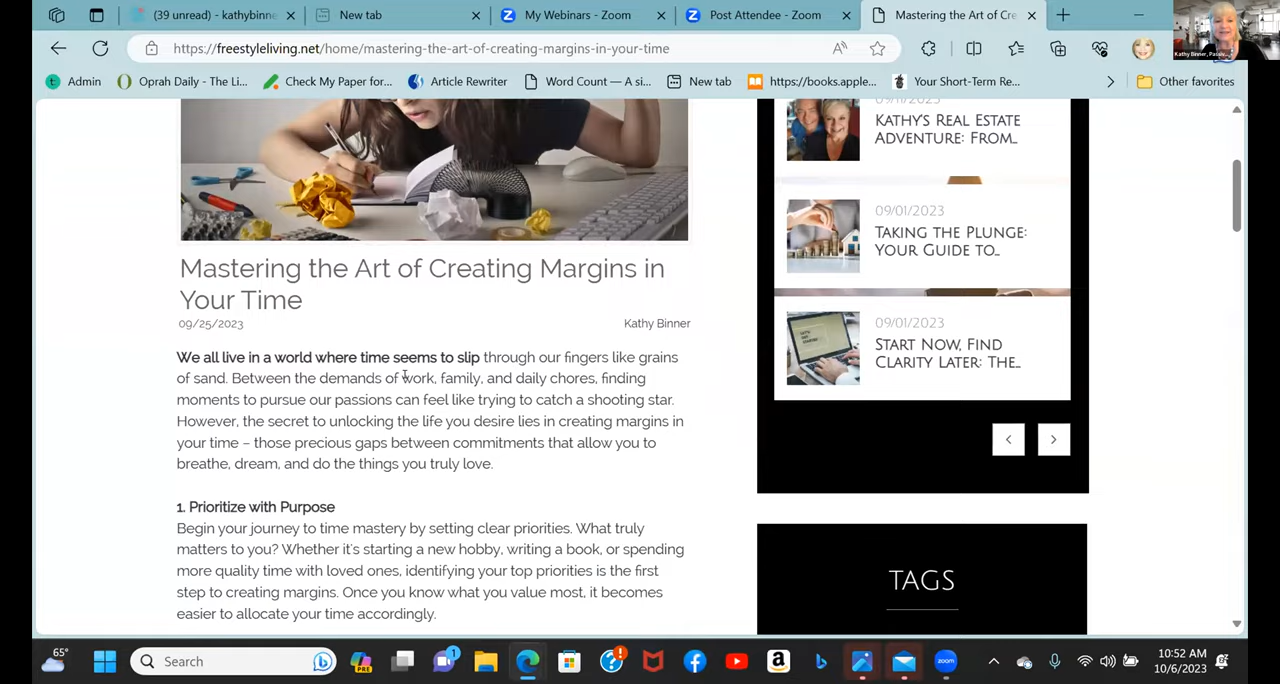 (39 unread) - kathybinne
New tab
My Webinars - Zoom
Post Attendee - Zoom
Mastering the Art of Cre
https://freestyleliving.net/home/mastering-the-art-of-creating-margins-in-your-time
Admin
Oprah Daily - The Li...
Check My Paper for...
Article Rewriter
Word Count — A si...
New tab
https://books.apple...
Your Short-Term Re...
Other favorites
Mastering the Art of Creating Margins in
Your Time
09/25/2023
Kathy Binner
We all live in a world where time seems to slip through our fingers like grains
of sand. Between the demands of work, family, and daily chores, finding
moments to pursue our passions can feel like trying to catch a shooting star.
However, the secret to unlocking the life you desire lies in creating margins in
your time – those precious gaps between commitments that allow you to
breathe, dream, and do the things you truly love.
1. Prioritize with Purpose
Begin your journey to time mastery by setting clear priorities. What truly
matters to you? Whether it's starting a new hobby, writing a book, or spending
more quality time with loved ones, identifying your top priorities is the first
step to creating margins. Once you know what you value most, it becomes
easier to allocate your time accordingly.
09/11/2023
KATHY'S REAL ESTATE
ADVENTURE: FROM...
09/01/2023
TAKING THE PLUNGE:
YOUR GUIDE TO...
09/01/2023
START NOW, FIND
CLARITY LATER: THE...
TAGS
65°
Search
PRE
1
10:52 AM
10/6/2023